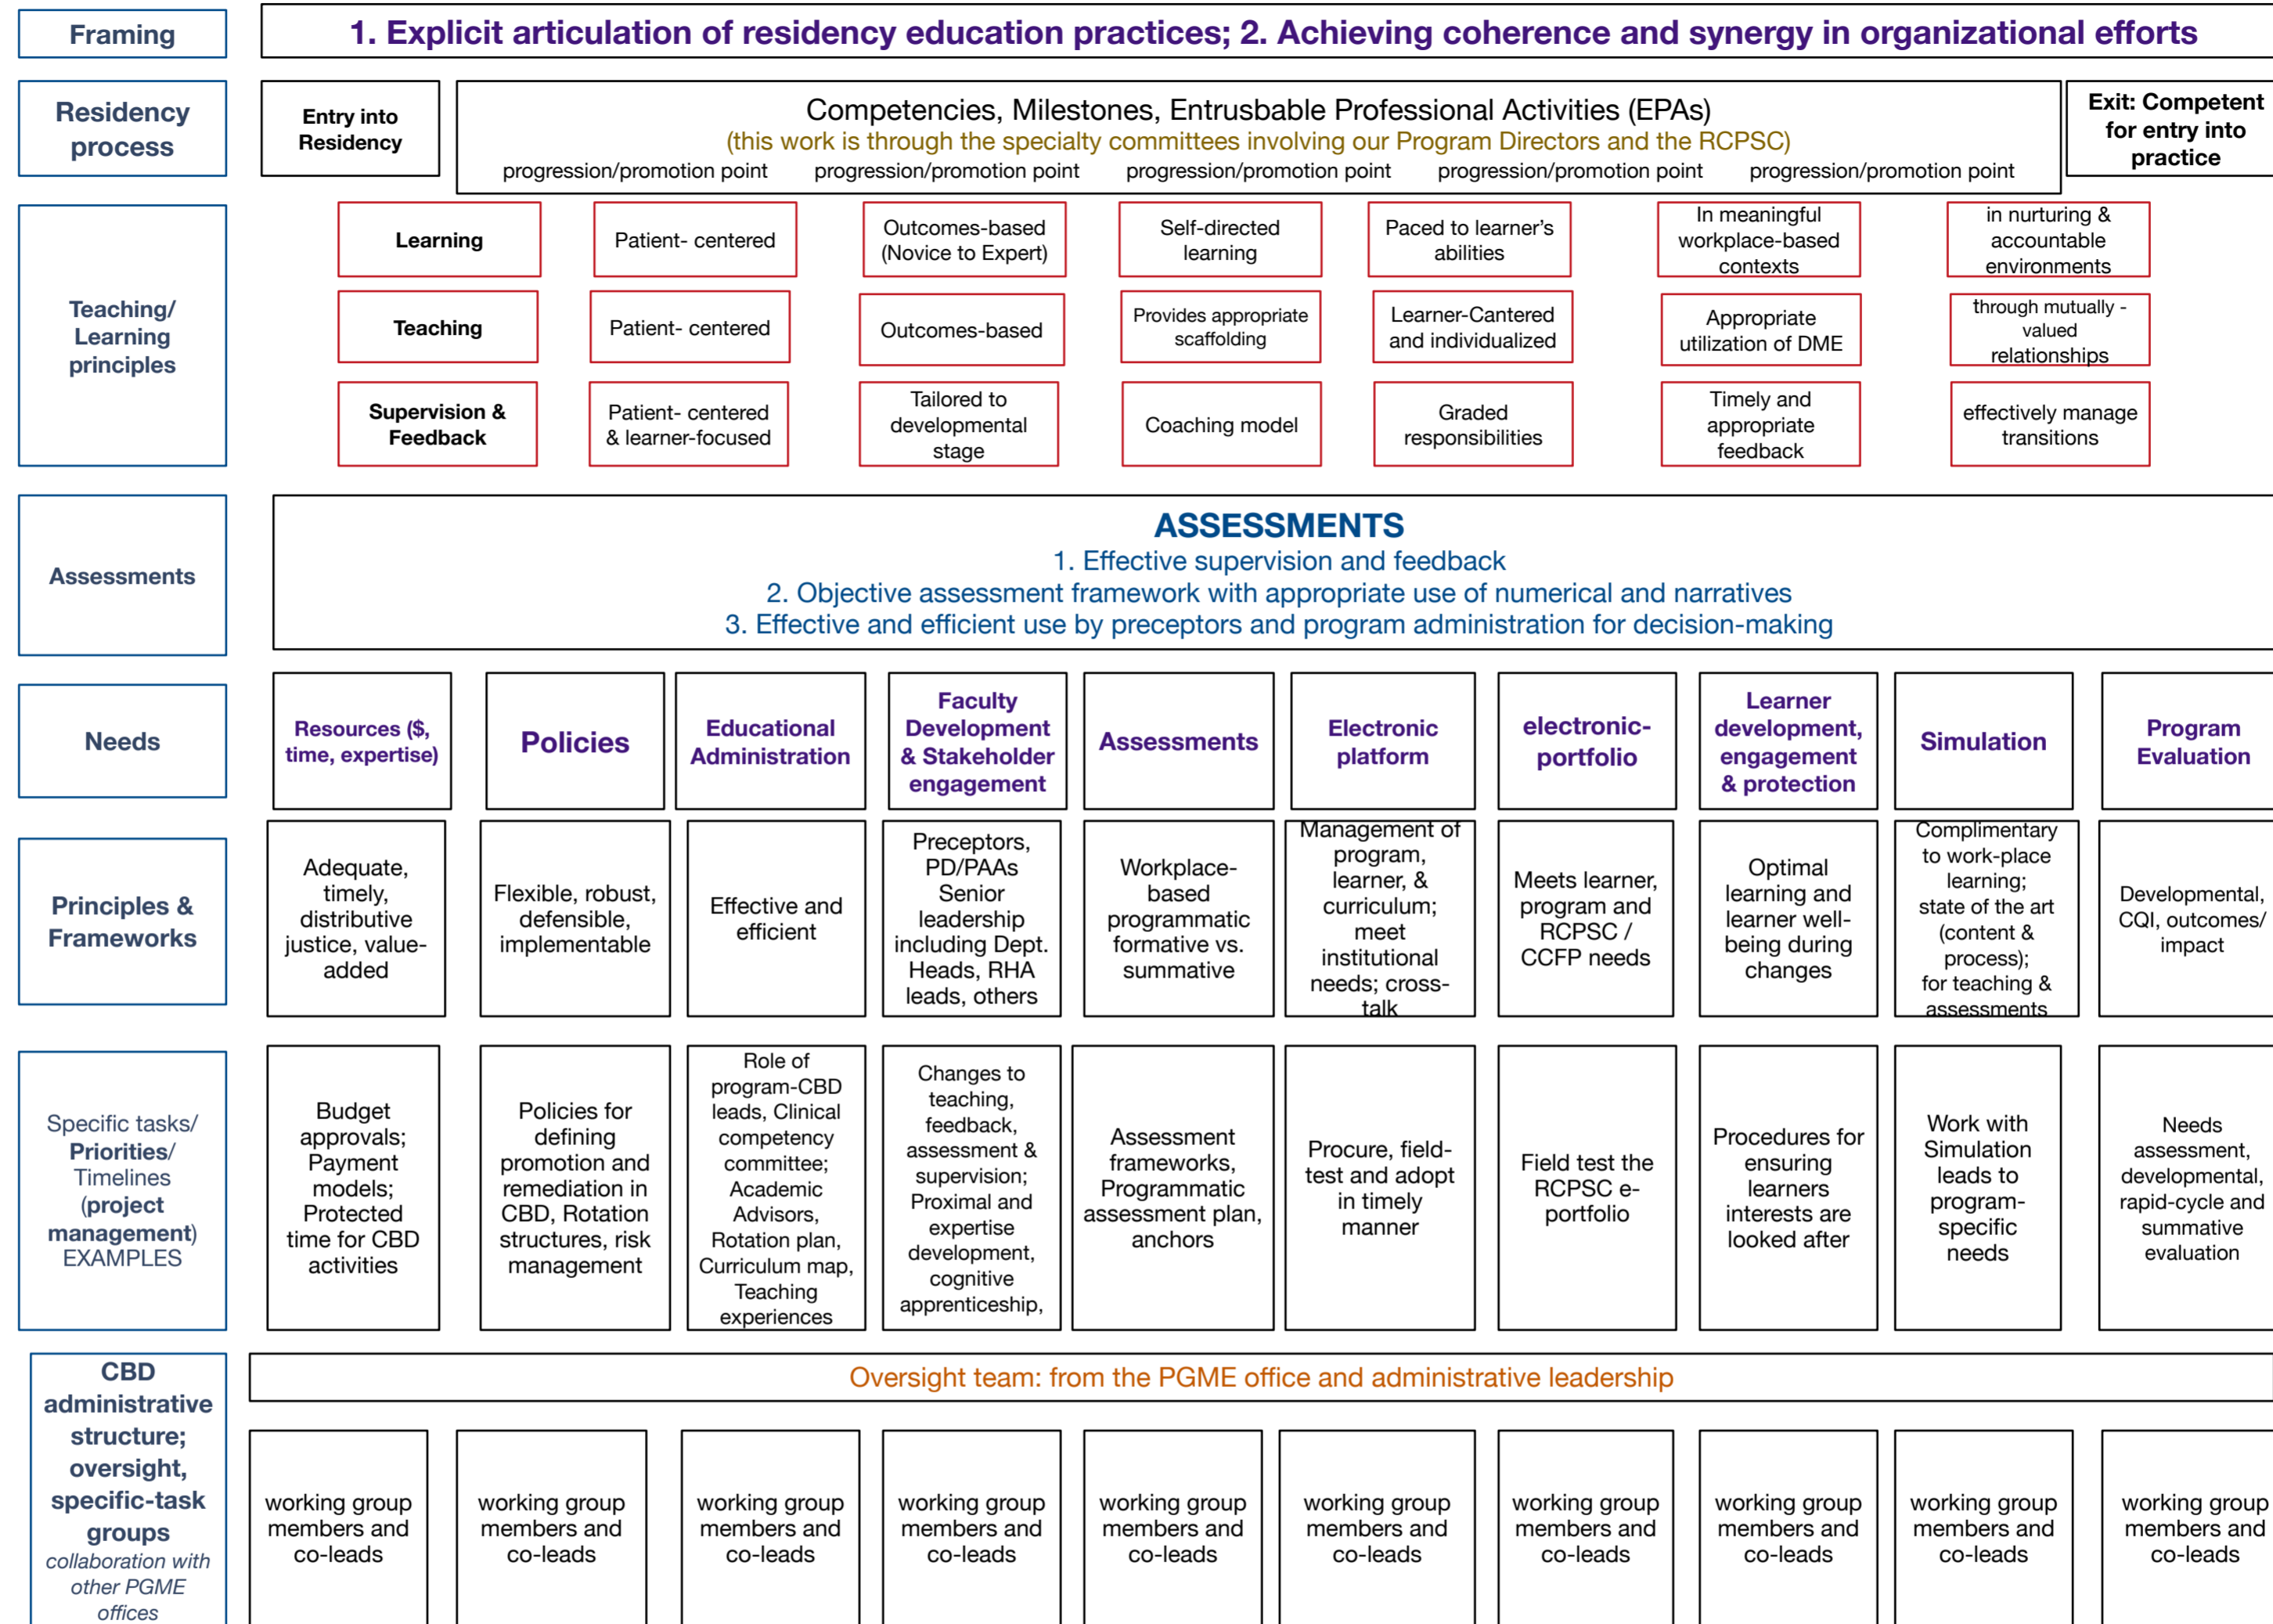 Framing
1. Explicit articulation of residency education practices; 2. Achieving coherence and synergy in organizational efforts
Residency
process
Entry into
Residency
Competencies, Milestones, Entrusbable Professional Activities (EPAs)
(this work is through the specialty committees involving our Program Directors and the RCPSC)
progression/promotion point progression/promotion point progression/promotion point progression/promotion point progression/promotion point
Exit: Competent
for entry into
practice
Teaching/
Learning
principles
Learning
Patient- centered
Outcomes-based
(Novice to Expert)
Self-directed
learning
Paced to learner’s
abilities
In meaningful
workplace-based
contexts
in nurturing &
accountable
environments
Teaching
Patient- centered
Outcomes-based
Provides appropriate
scaffolding
Learner-Cantered
and individualized
Appropriate
utilization of DME
through mutually -
valued
relationships
Supervision &
Feedback
Patient- centered
& learner-focused
Tailored to
developmental
stage
Coaching model
Graded
responsibilities
Timely and
appropriate
feedback
effectively manage
transitions
Assessments
ASSESSMENTS
1. Effective supervision and feedback
2. Objective assessment framework with appropriate use of numerical and narratives
3. Effective and efficient use by preceptors and program administration for decision-making
Needs
Resources ($,
time, expertise)
Policies
Educational
Administration
Faculty
Development
& Stakeholder
engagement
Assessments
Electronic
platform
electronic-
portfolio
Learner
development,
engagement
& protection
Simulation
Program
Evaluation
Principles &
Frameworks
Adequate,
timely,
distributive
justice, value-
added
Flexible, robust,
defensible,
implementable
Effective and
efficient
Preceptors,
PD/PAAs
Senior
leadership
including Dept.
Heads, RHA
leads, others
Workplace-
based
programmatic
formative vs.
summative
Management of
program,
learner, &
curriculum;
meet
institutional
needs; cross-
talk
Meets learner,
program and
RCPSC /
CCFP needs
Optimal
learning and
learner well-
being during
changes
Complimentary
to work-place
learning;
state of the art
(content &
process);
for teaching &
assessments
Developmental,
CQI, outcomes/
impact
Specific tasks/
Priorities/
Timelines
(project
management)
EXAMPLES
Budget
approvals;
Payment
models;
Protected
time for CBD
activities
Policies for
defining
promotion and
remediation in
CBD, Rotation
structures, risk
management
Role of
program-CBD
leads, Clinical
competency
committee;
Academic
Advisors,
Rotation plan,
Curriculum map,
Teaching
experiences
Changes to
teaching,
feedback,
assessment &
supervision;
Proximal and
expertise
development,
cognitive
apprenticeship,
Assessment
frameworks,
Programmatic
assessment plan,
anchors
Procure, field-
test and adopt
in timely
manner
Field test the
RCPSC e-
portfolio
Procedures for
ensuring
learners
interests are
looked after
Work with
Simulation
leads to
program-
specific
needs
Needs
assessment,
developmental,
rapid-cycle and
summative
evaluation
CBD
administrative
structure;
oversight,
specific-task
groups
collaboration with
other PGME
offices
Oversight team: from the PGME office and administrative leadership
working group
members and
co-leads
working group
members and
co-leads
working group
members and
co-leads
working group
members and
co-leads
working group
members and
co-leads
working group
members and
co-leads
working group
members and
co-leads
working group
members and
co-leads
working group
members and
co-leads
working group
members and
co-leads